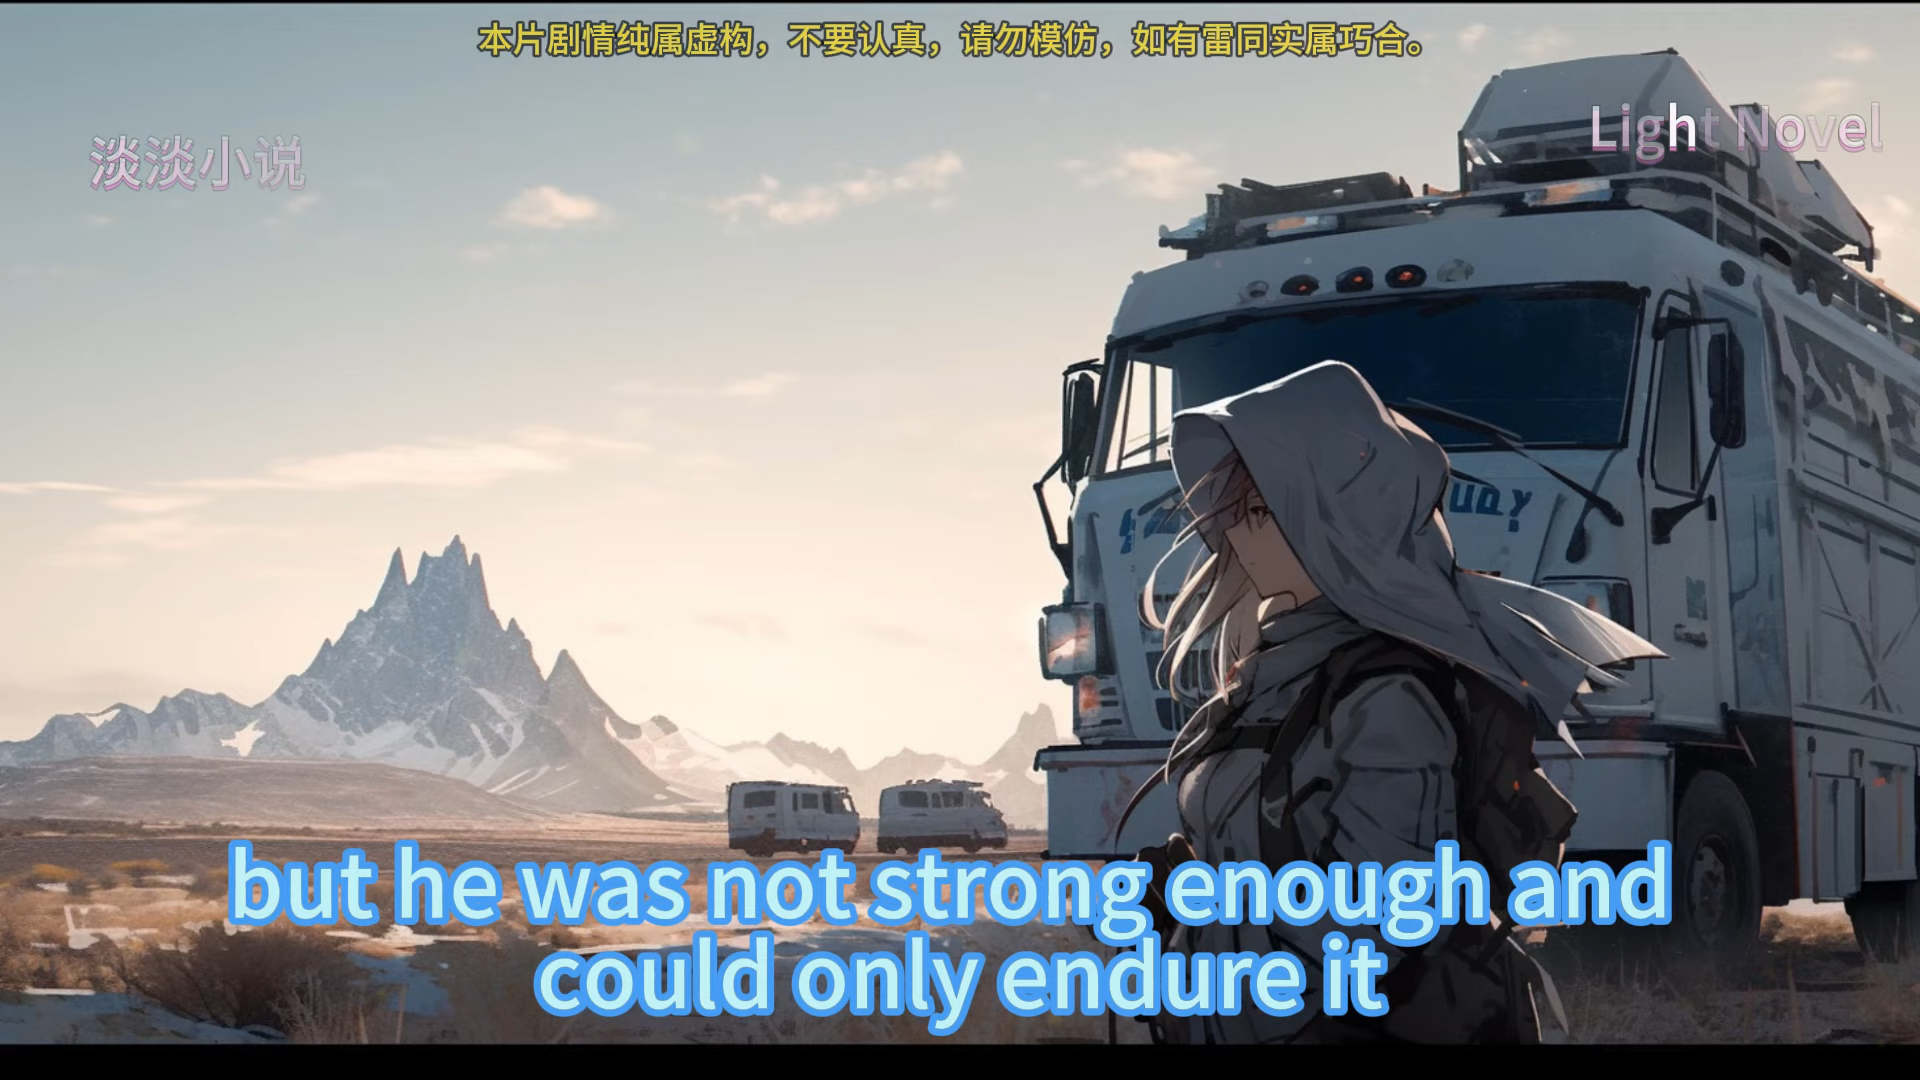 本片剧情纯属虚构，不要认真，请勿模仿，如有雷同实属巧合。
淡淡小说
Light Novel
but he was not strong enough and
could only endure it